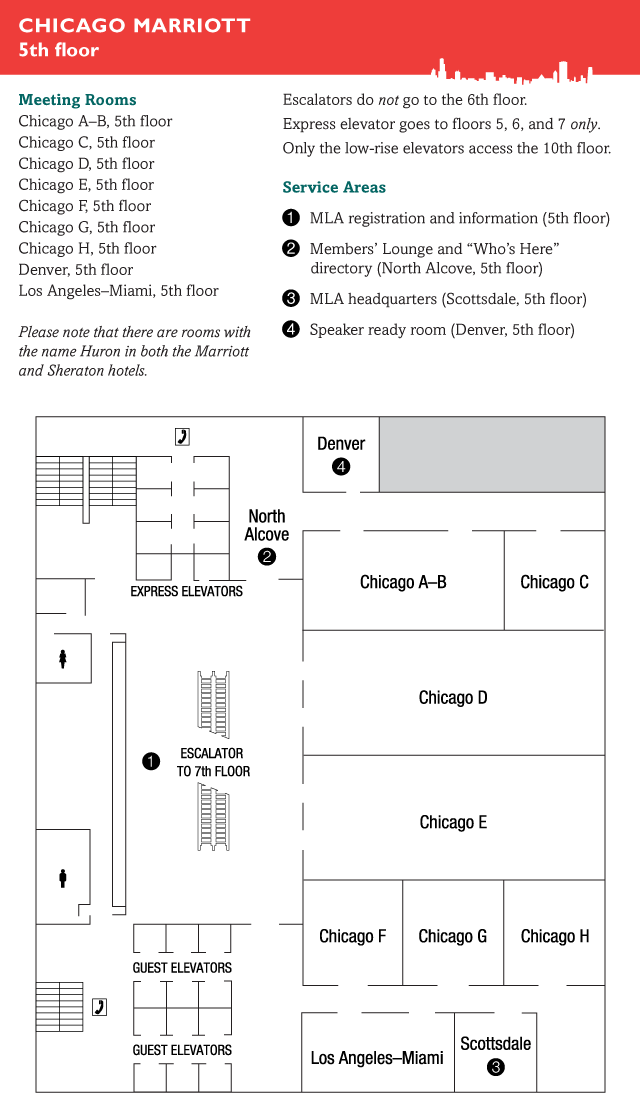 CHICAGO MARRIOTT
5th floor
Meeting Rooms
Chicago A–B, 5th floor
Chicago C, 5th floor
Chicago D, 5th floor
Chicago E, 5th floor
Chicago F, 5th floor
Chicago G, 5th floor
Chicago H, 5th floor
Denver, 5th floor
Los Angeles–Miami, 5th floor
Please note that there are rooms with
the name Huron in both the Marriott
and Sheraton hotels.
Escalators do not go to the 6th floor.
Express elevator goes to floors 5, 6, and 7 only.
Only the low-rise elevators access the 10th floor.
Service Areas
1 MLA registration and information (5th floor)
2 Members’ Lounge and “Who’s Here”
directory (North Alcove, 5th floor)
3 MLA headquarters (Scottsdale, 5th floor)
4 Speaker ready room (Denver, 5th floor)
Denver
4
North
Alcove
2
EXPRESS ELEVATORS
Chicago A–B
Chicago C
Chicago D
1
ESCALATOR
TO 7th FLOOR
Chicago E
Chicago F
Chicago G
Chicago H
GUEST ELEVATORS
GUEST ELEVATORS
Los Angeles–Miami
Scottsdale
3